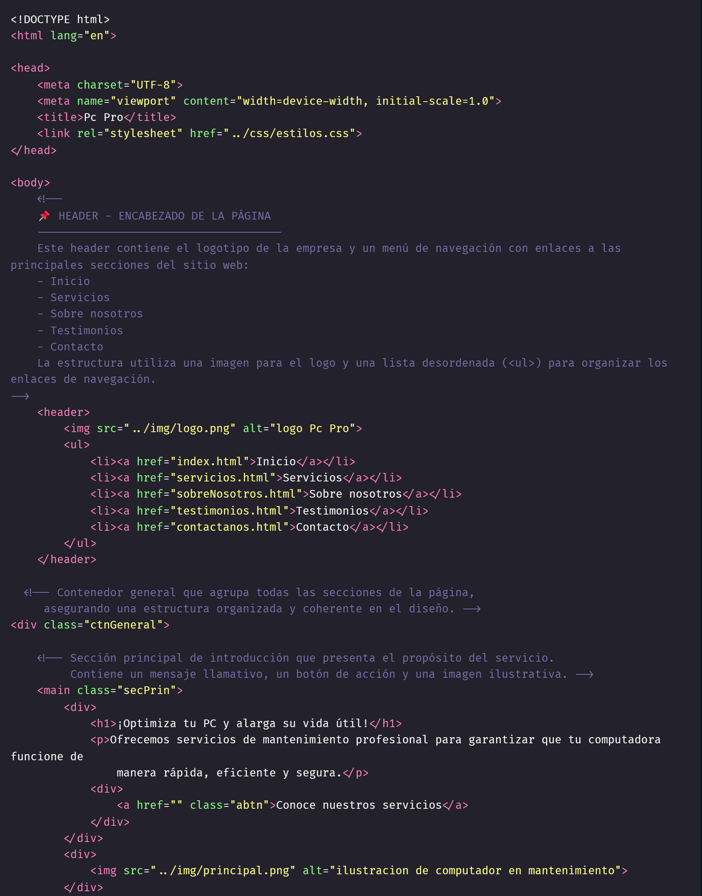 <!DOCTYPE html>
<html lang="en">
<head>
    <meta charset="UTF-8">
    <meta name="viewport" content="width=device-width, initial-scale=1.0">
    <title>Pc Pro</title>
    <link rel="stylesheet" href="../css/estilos.css">
</head>
<body>
    <!--
    📌 HEADER - ENCABEZADO DE LA PÁGINA
    -------------------------------------
    Este header contiene el logotipo de la empresa y un menú de navegación con enlaces a las
principales secciones del sitio web:
    - Inicio
    - Servicios
    - Sobre nosotros
    - Testimonios
    - Contacto
    La estructura utiliza una imagen para el logo y una lista desordenada (<ul>) para organizar los
enlaces de navegación.
-->
    <header>
        <img src="../img/logo.png" alt="logo Pc Pro">
        <ul>
            <li><a href="index.html">Inicio</a></li>
            <li><a href="servicios.html">Servicios</a></li>
            <li><a href="sobreNosotros.html">Sobre nosotros</a></li>
            <li><a href="testimonios.html">Testimonios</a></li>
            <li><a href="contactanos.html">Contacto</a></li>
        </ul>
    </header>
  <!-- Contenedor general que agrupa todas las secciones de la página,
     asegurando una estructura organizada y coherente en el diseño. -->
<div class="ctnGeneral">
    <!-- Sección principal de introducción que presenta el propósito del servicio.
         Contiene un mensaje llamativo, un botón de acción y una imagen ilustrativa. -->
    <main class="secPrin">
        <div>
            <h1>¡Optimiza tu PC y alarga su vida útil!</h1>
            <p>Ofrecemos servicios de mantenimiento profesional para garantizar que tu computadora
funcione de
                manera rápida, eficiente y segura.</p>
            <div>
                <a href="" class="abtn">Conoce nuestros servicios</a>
            </div>
        </div>
        <div>
            <img src="../img/principal.png" alt="ilustracion de computador en mantenimiento">
        </div>